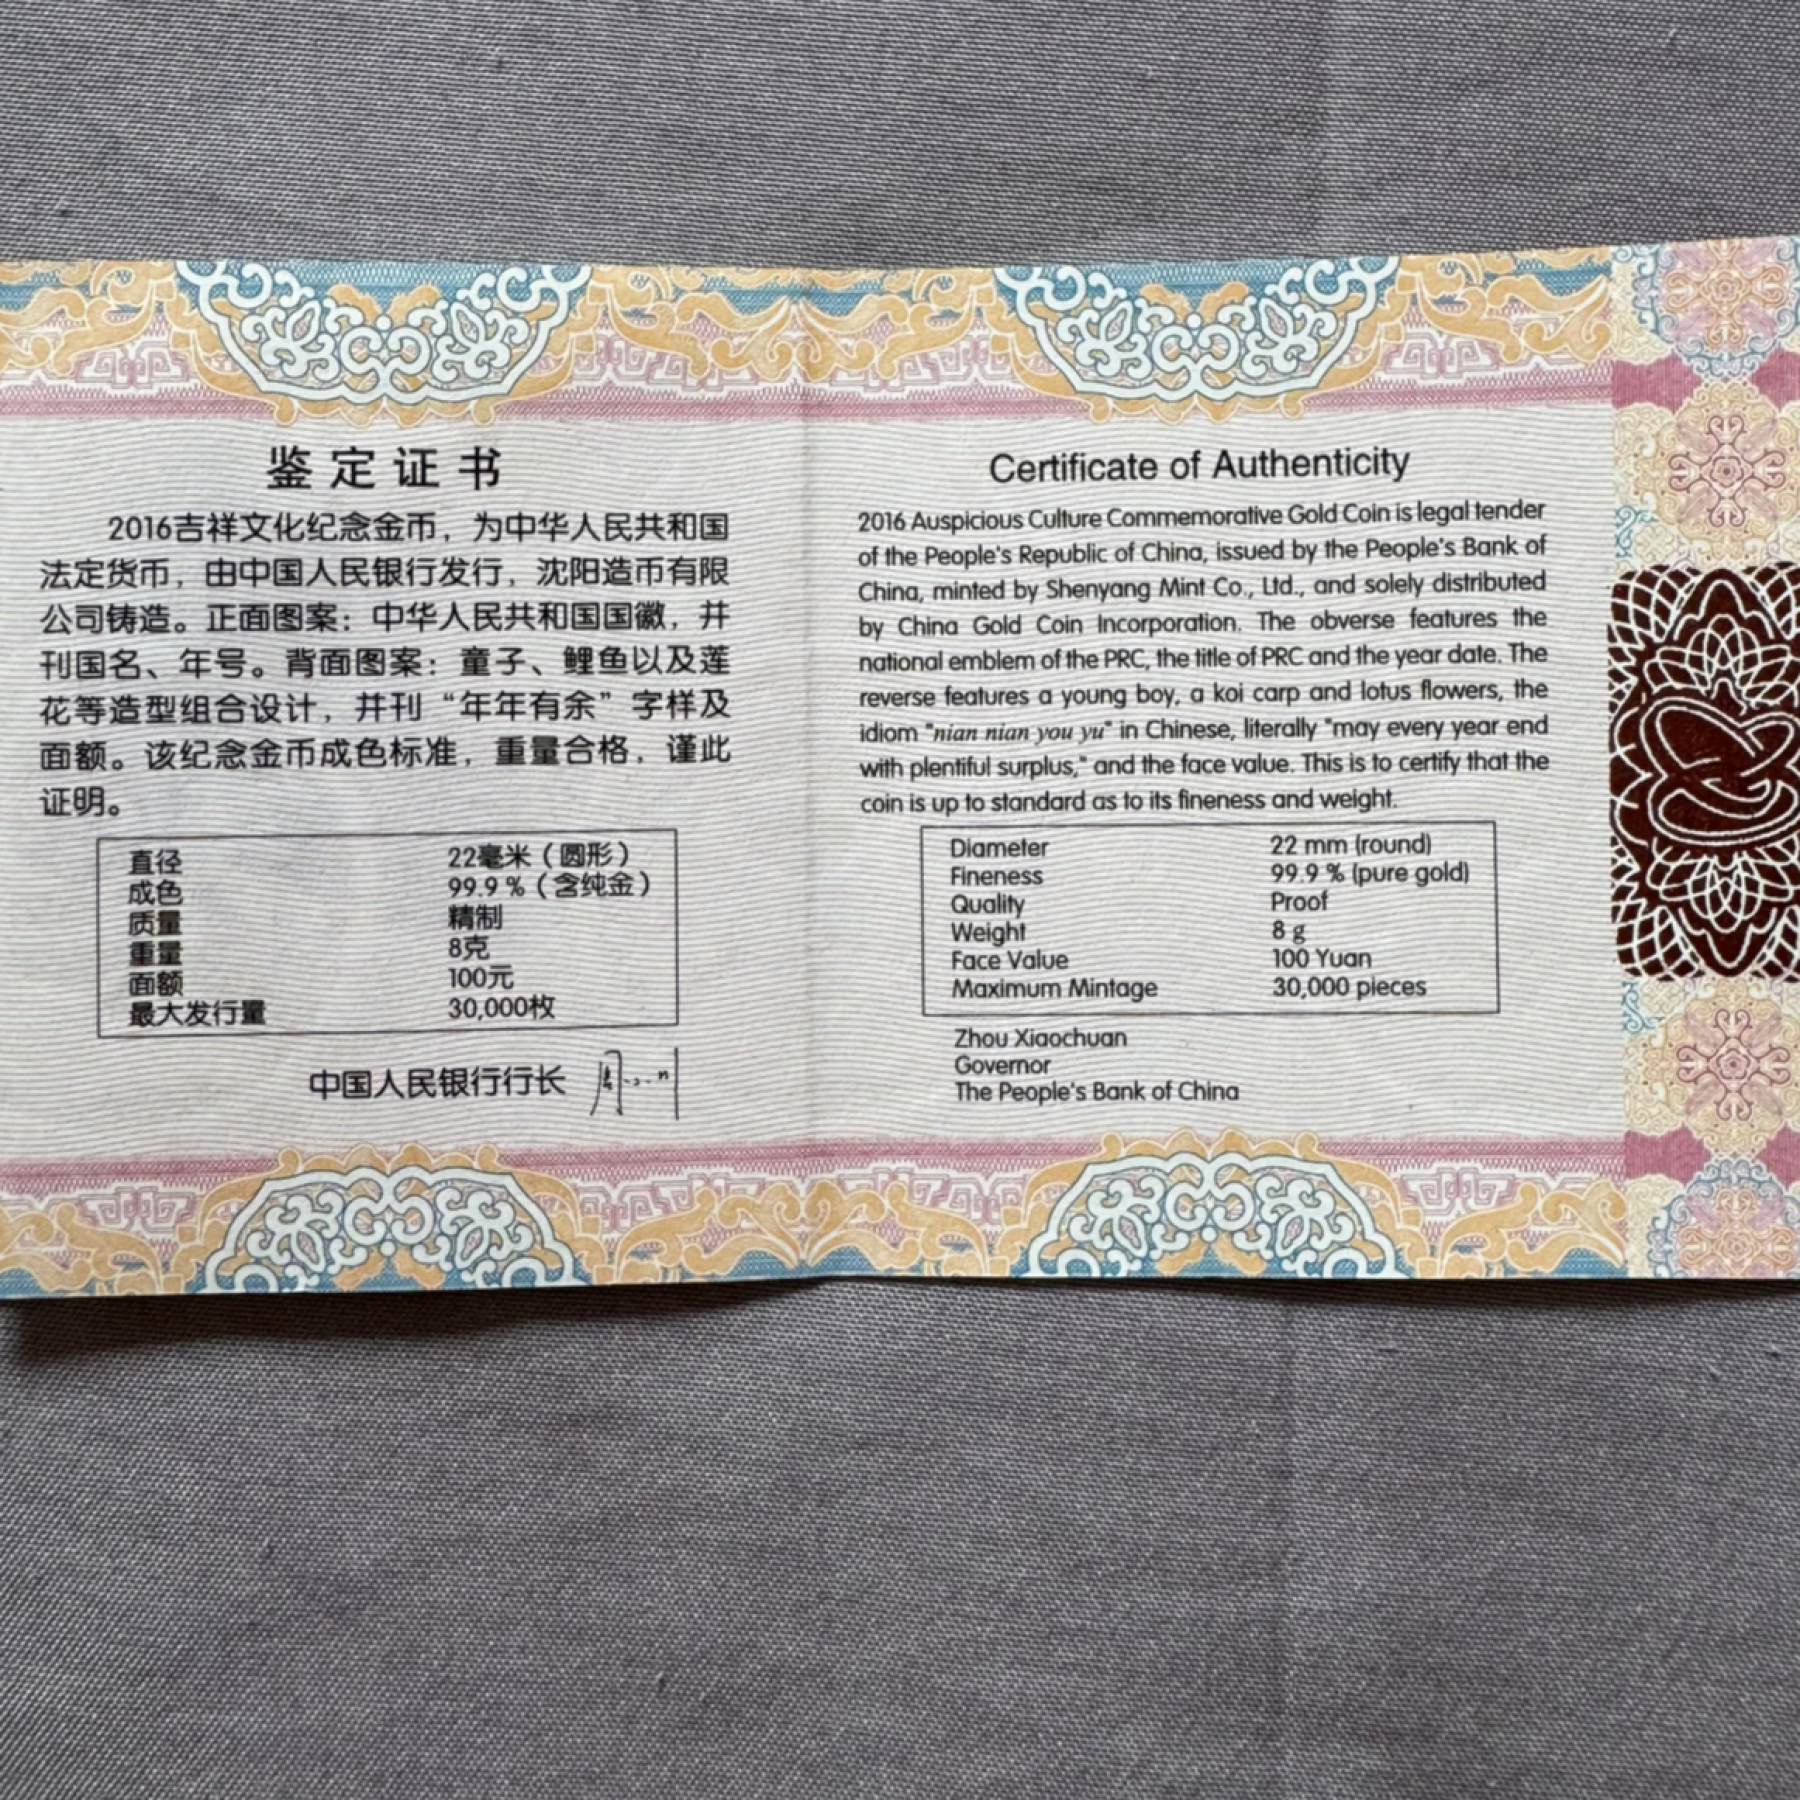 鉴定证书
2016吉祥文化纪念金币，为中华人民共和国
法定货币，由中国人民银行发行，沈阳造币有限
公司铸造。正面图案：中华人民共和国国徽，并
刊国名、年号。背面图案：童子、鲤鱼以及莲
花等造型组合设计，并刊“年年有余”字样及
面额。该纪念金币成色标准，重量合格，谨此
证明。
直径 22毫米（圆形）
成色 99.9％（含纯金）
质量 精制
重量 8克
面额 100元
最大发行量 30,000枚
中国人民银行行长
Certificate of Authenticity
2016 Auspicious Culture Commemorative Gold Coin is legal tender
of the People's Republic of China, issued by the People's Bank of
China, minted by Shenyang Mint Co., Ltd., and solely distributed
by China Gold Coin Incorporation. The obverse features the
national emblem of the PRC, the title of PRC and the year date. The
reverse features a young boy, a koi carp and lotus flowers, the
idiom "nian nian you yu" in Chinese, literally "may every year end
with plentiful surplus," and the face value. This is to certify that the
coin is up to standard as to its fineness and weight.
Diameter 22 mm (round)
Fineness 99.9 % (pure gold)
Quality Proof
Weight 8 g
Face Value 100 Yuan
Maximum Mintage 30,000 pieces
Zhou Xiaochuan
Governor
The People's Bank of China